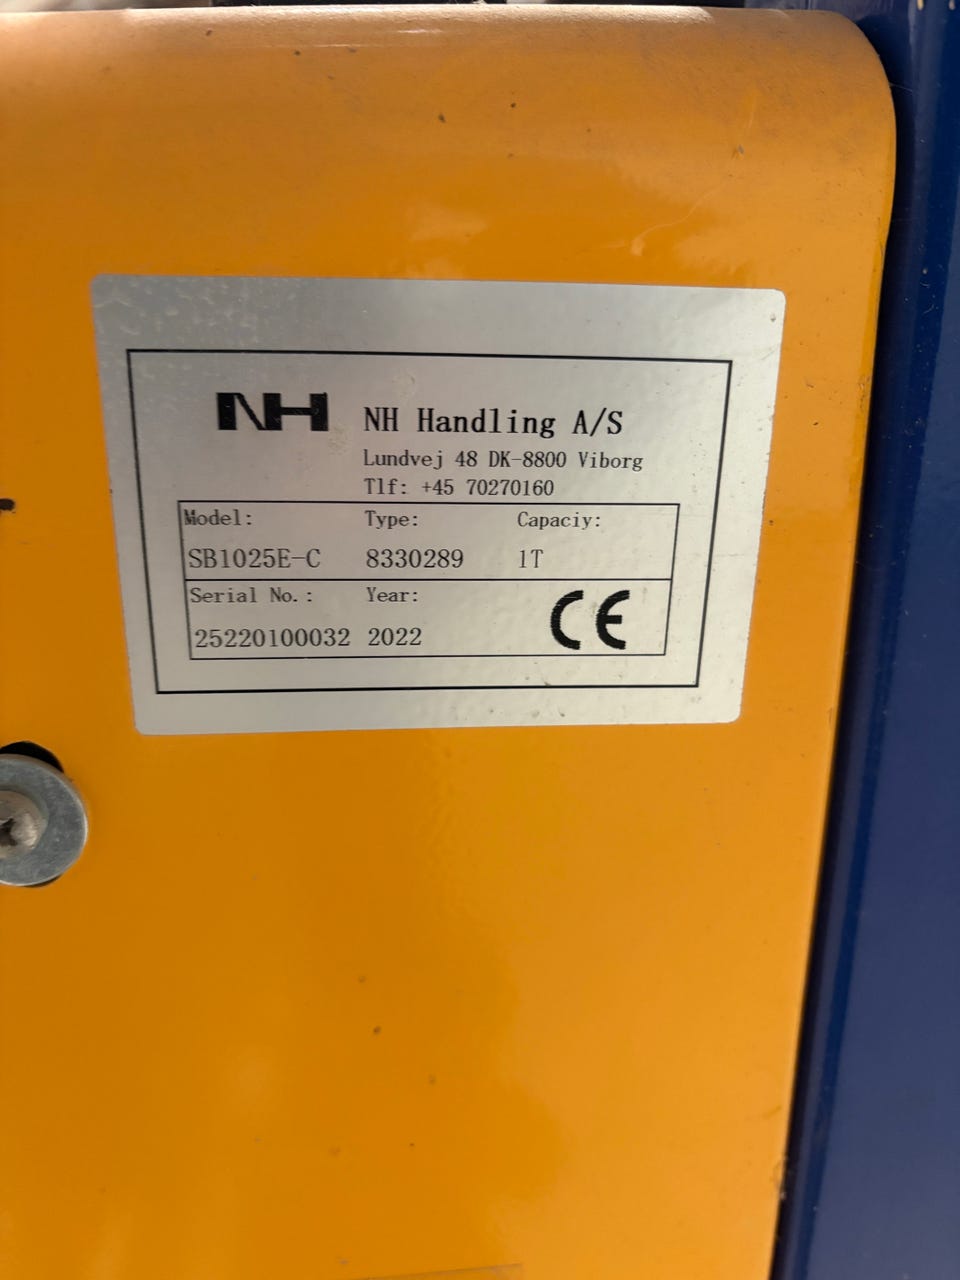 NH NH Handling A/S
Lundvej 48 DK-8800 Viborg
Tlf: +45 70270160
Model: Type: Capaciy:
SB1025E-C 8330289 1T
Serial No.: Year:
25220100032 2022 CE